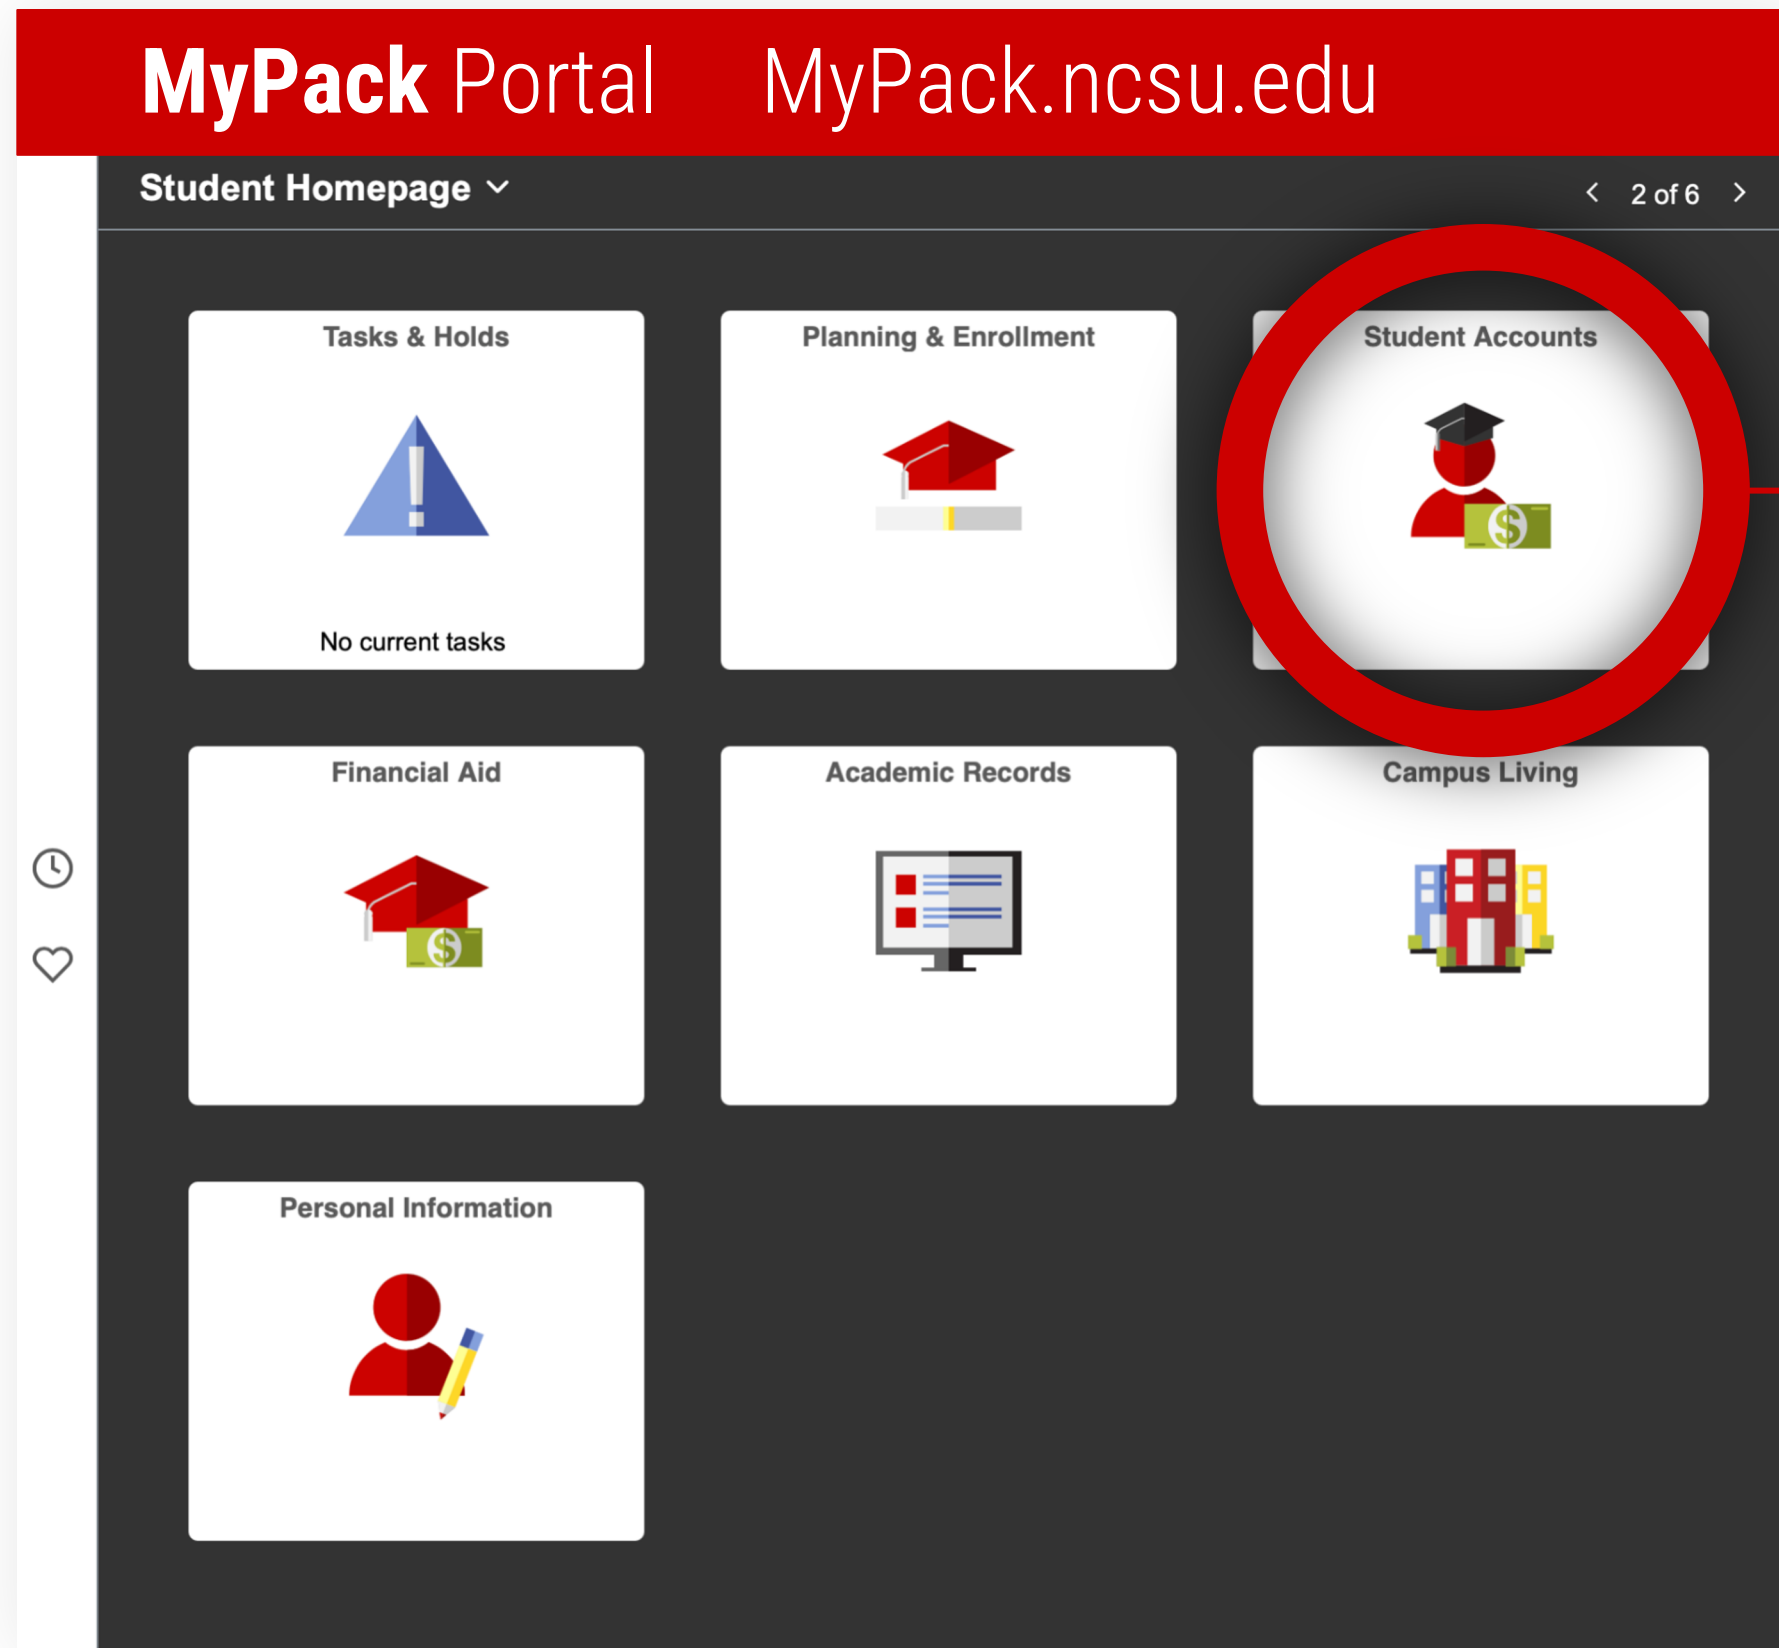 MyPack Portal MyPack.ncsu.edu
Student Homepage
2 of 6
Tasks & Holds
No current tasks
Planning & Enrollment
Student Accounts
$
Financial Aid
$
Academic Records
Campus Living
Personal Information